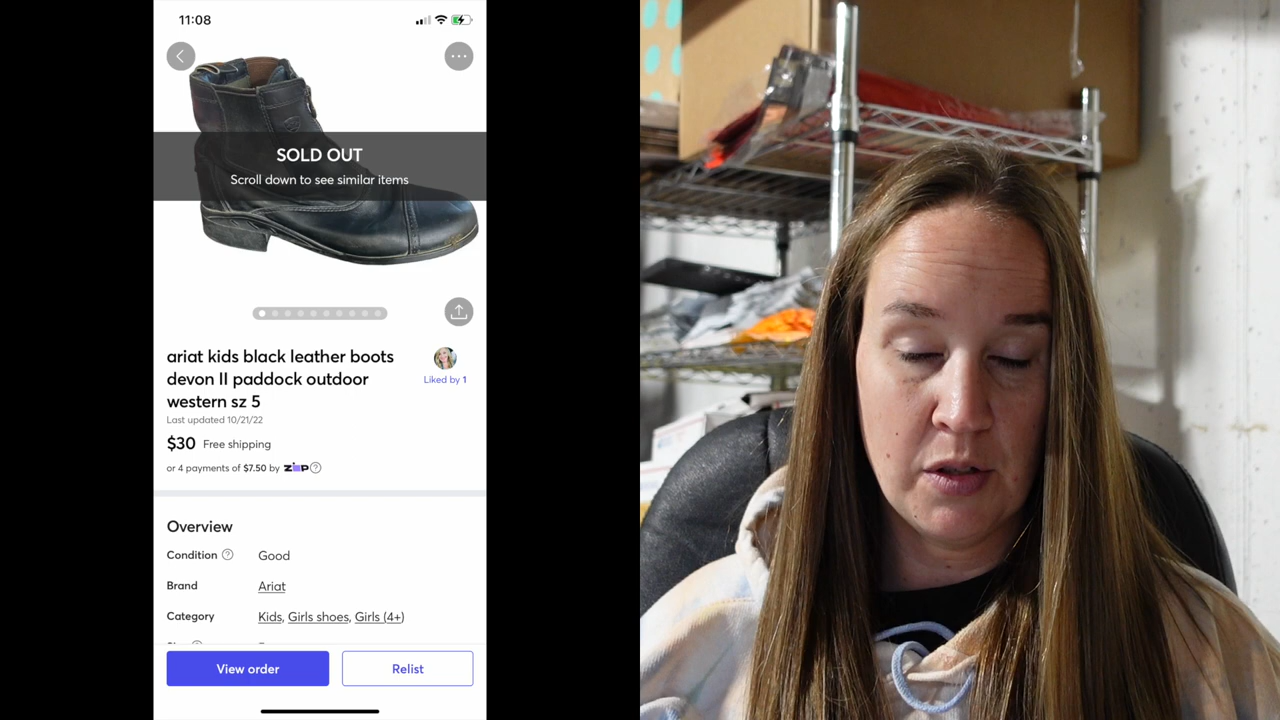 11:08
SOLD OUT
Scroll down to see similar items
ariat kids black leather boots
devon II paddock outdoor
western sz 5
Liked by 1
Last updated 10/21/22
$30 Free shipping
or 4 payments of $7.50 by ZIP ?
Overview
Condition ? Good
Brand Ariat
Category Kids, Girls shoes, Girls (4+)
View order
Relist